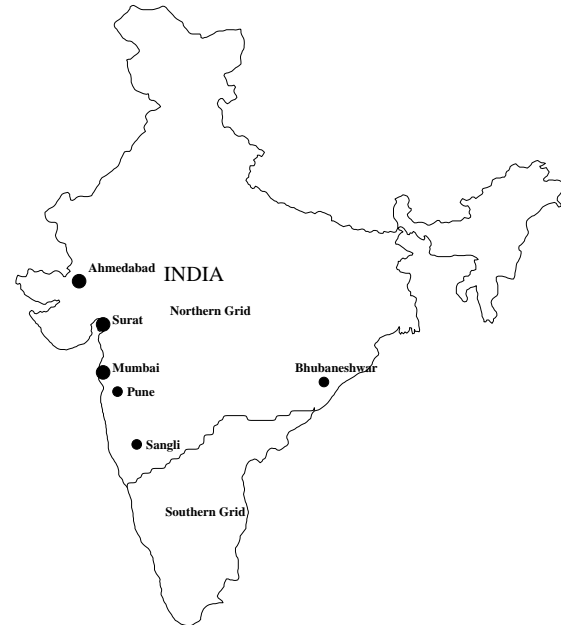 Ahmedabad
INDIA
Northern Grid
Surat
Mumbai
Bhubaneshwar
Pune
Sangli
Southern Grid